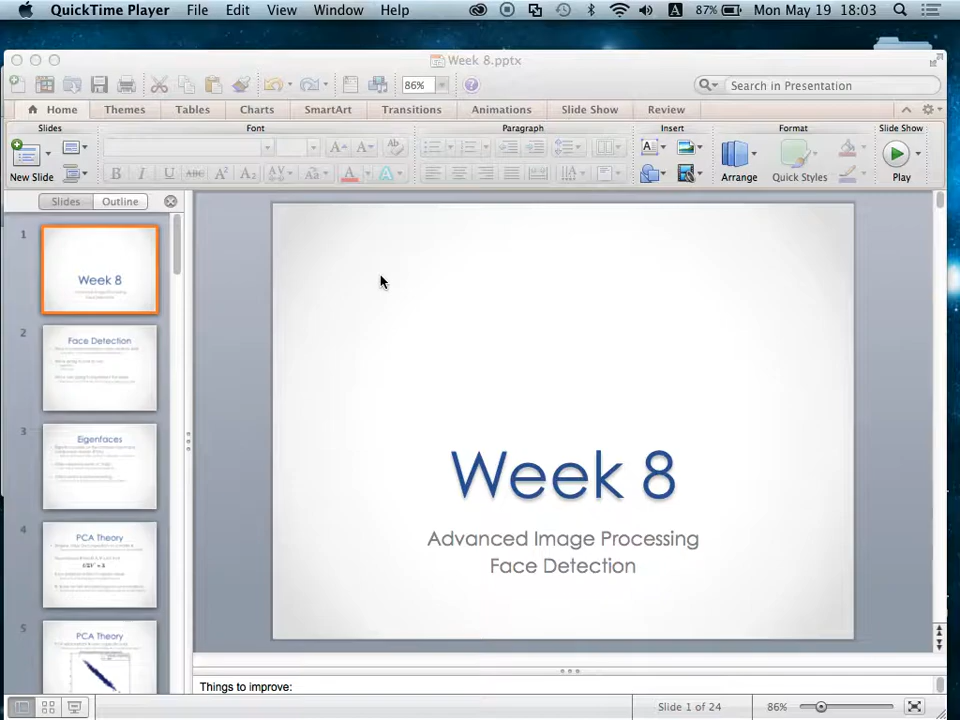 QuickTime Player File Edit View Window Help 87% Mon May 19 18:03
Week 8.pptx
86% Search in Presentation
Home Themes Tables Charts SmartArt Transitions Animations Slide Show Review
Slides Font Paragraph Insert Format Slide Show
New Slide Arrange Quick Styles Play
Slides Outline
1
Week 8
2
Face Detection
3
Eigenfaces
4
PCA Theory
5
PCA Theory
Week 8
Advanced Image Processing
Face Detection
Things to improve:
Slide 1 of 24 86%